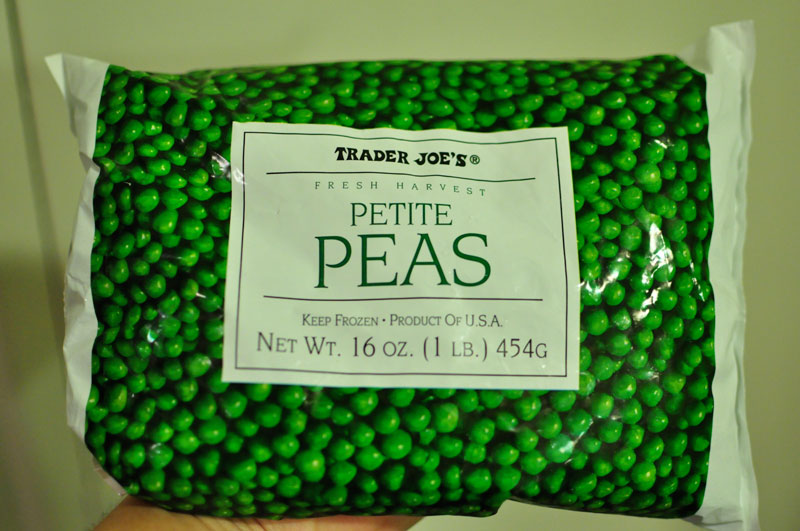 TRADER JOE'S®
FRESH HARVEST
PETITE
PEAS
KEEP FROZEN • PRODUCT OF U.S.A.
NET WT. 16 OZ. (1 LB.) 454G